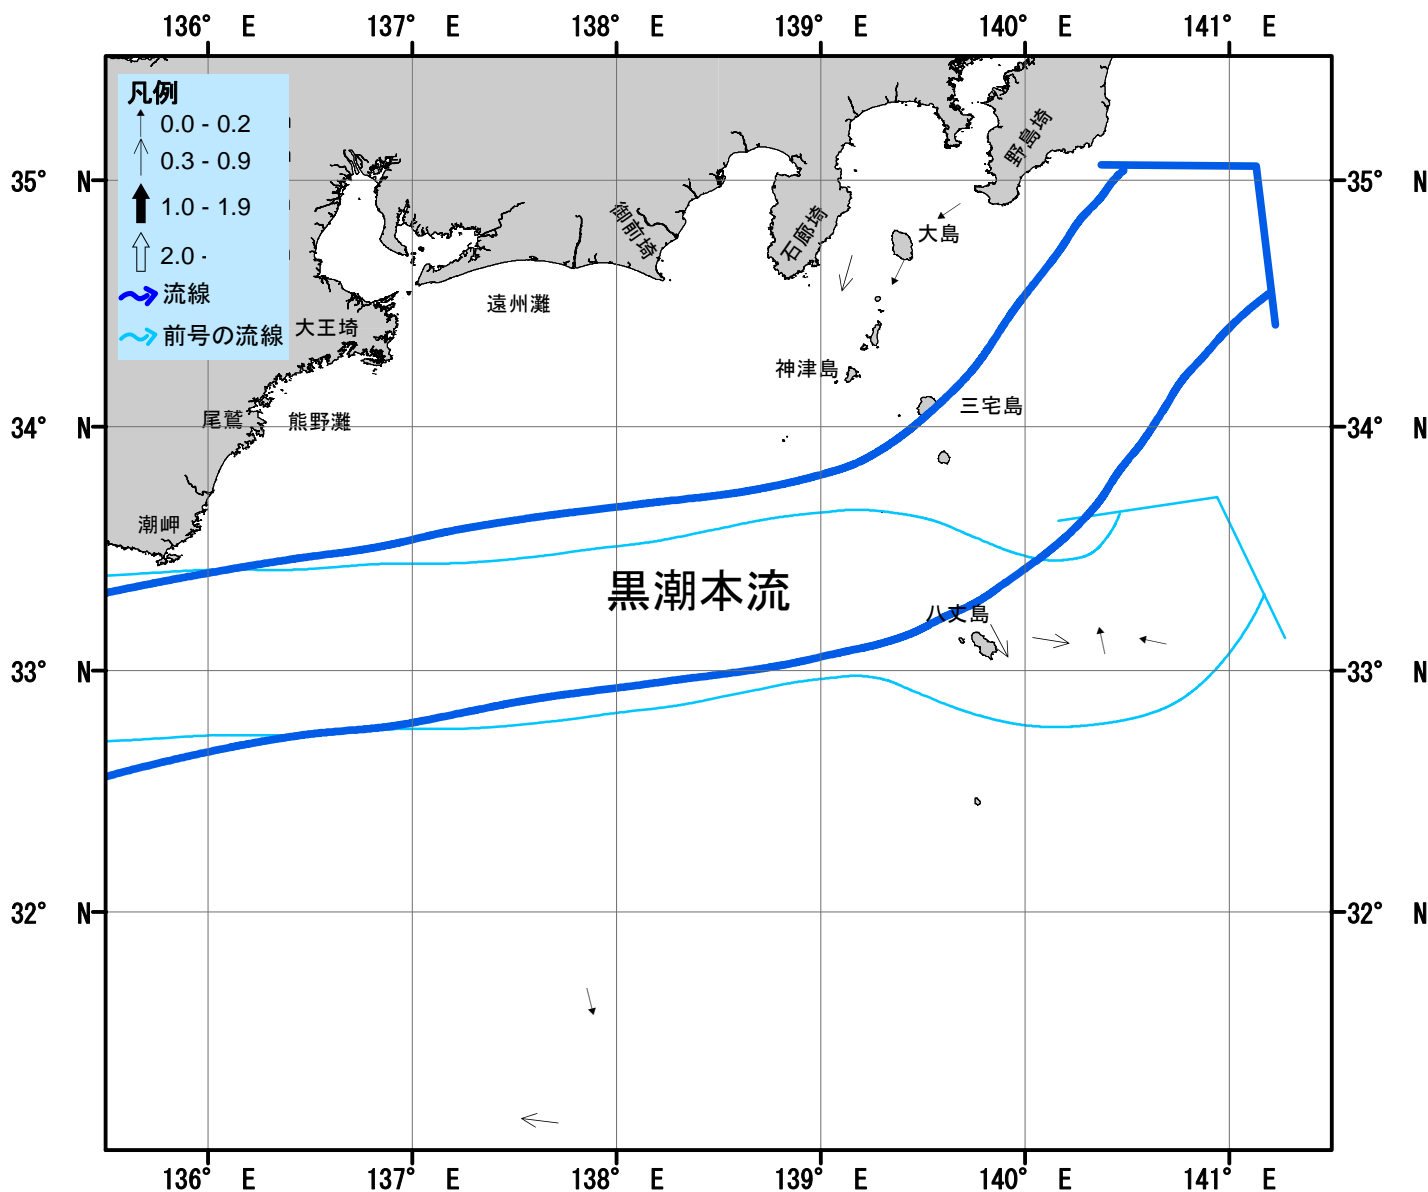 136° E 137° E 138° E 139° E 140° E 141° E
凡例
0.0 - 0.2
0.3 - 0.9
1.0 - 1.9
2.0 -
流線
前号の流線
野島埼
35° N 35° N
御前埼
石廊埼
大島
遠州灘
大王埼
神津島
三宅島
尾鷲
熊野灘
34° N 34° N
潮岬
黒潮本流
八丈島
33° N 33° N
32° N 32° N
136° E 137° E 138° E 139° E 140° E 141° E